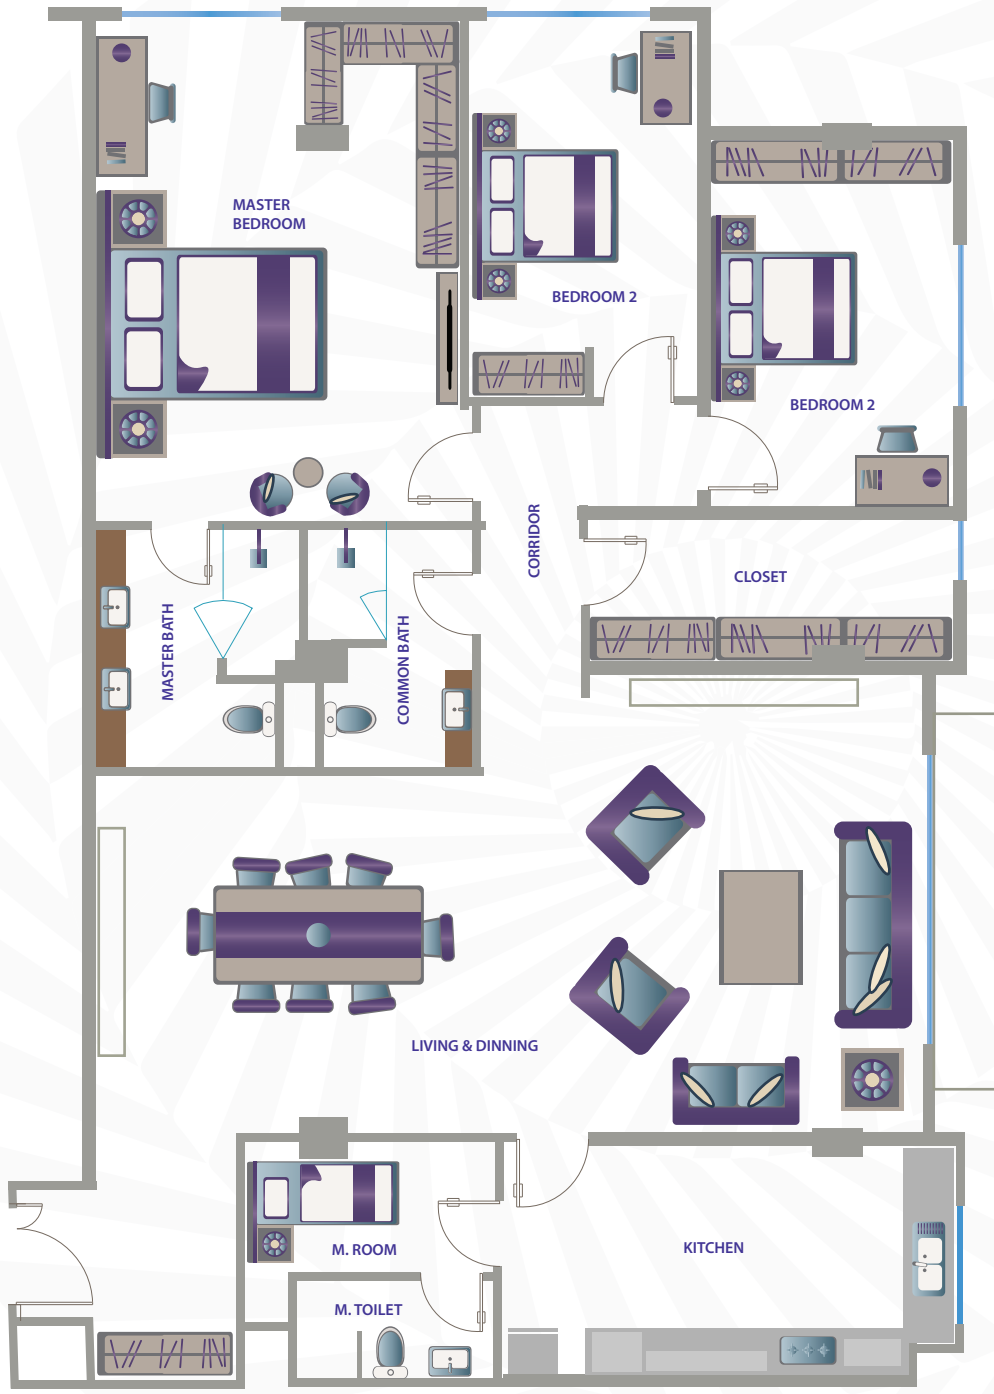 MASTER
BEDROOM
BEDROOM 2
BEDROOM 2
CORRIDOR
CLOSET
MASTER BATH
COMMON BATH
LIVING & DINNING
M. ROOM
KITCHEN
M. TOILET